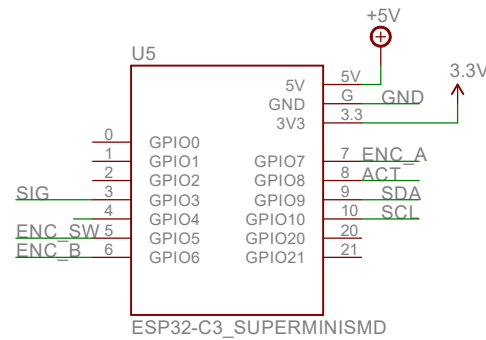 +5V
U5
3.3V
5V 5V
GND G GND
3V3 3.3
0 GPIO0
1 GPIO1 GPIO7 7 ENC_A
2 GPIO2 GPIO8 8 ACT
SIG 3 GPIO3 GPIO9 9 SDA
4 GPIO4 GPIO10 10 SCL
ENC_SW 5 GPIO5 GPIO20 20
ENC_B 6 GPIO6 GPIO21 21
ESP32-C3_SUPERMINISMD